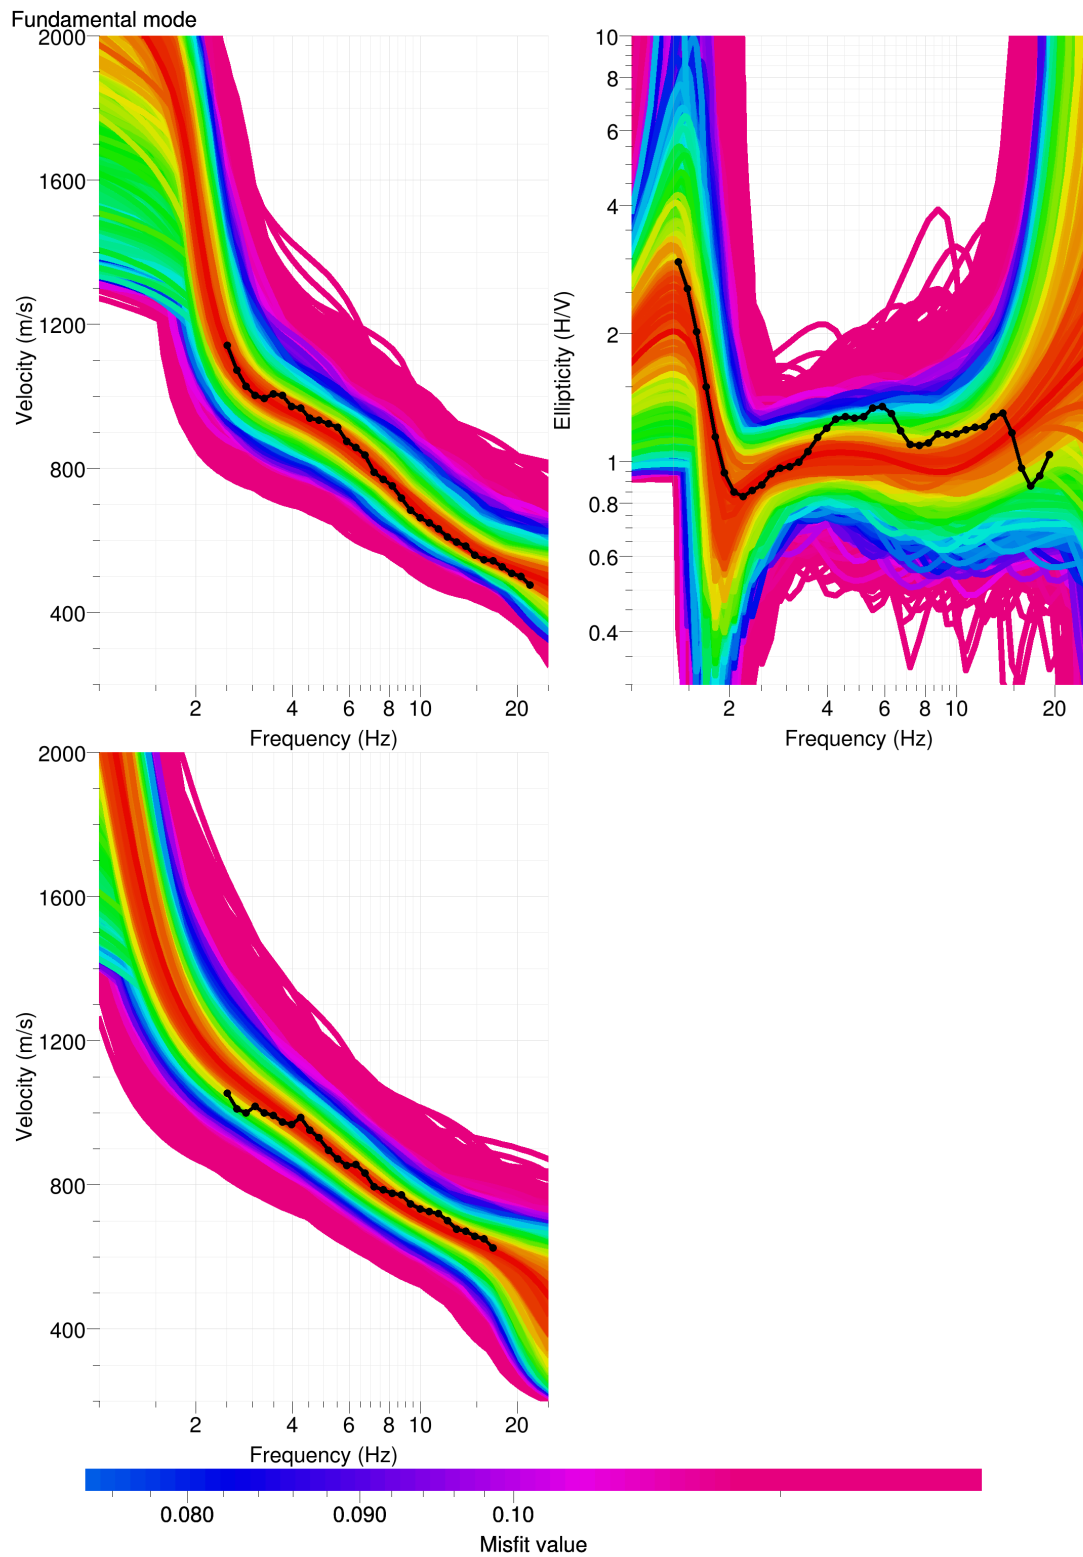 Fundamental mode
2000
1600
1200
800
400
Velocity (m/s)
2 4 6 8 10 20
Frequency (Hz)
10
8
6
4
2
1
0.8
0.6
0.4
Ellipticity (H/V)
2 4 6 8 10 20
Frequency (Hz)
2000
1600
1200
800
400
Velocity (m/s)
2 4 6 8 10 20
Frequency (Hz)
0.080 0.090 0.10
Misfit value